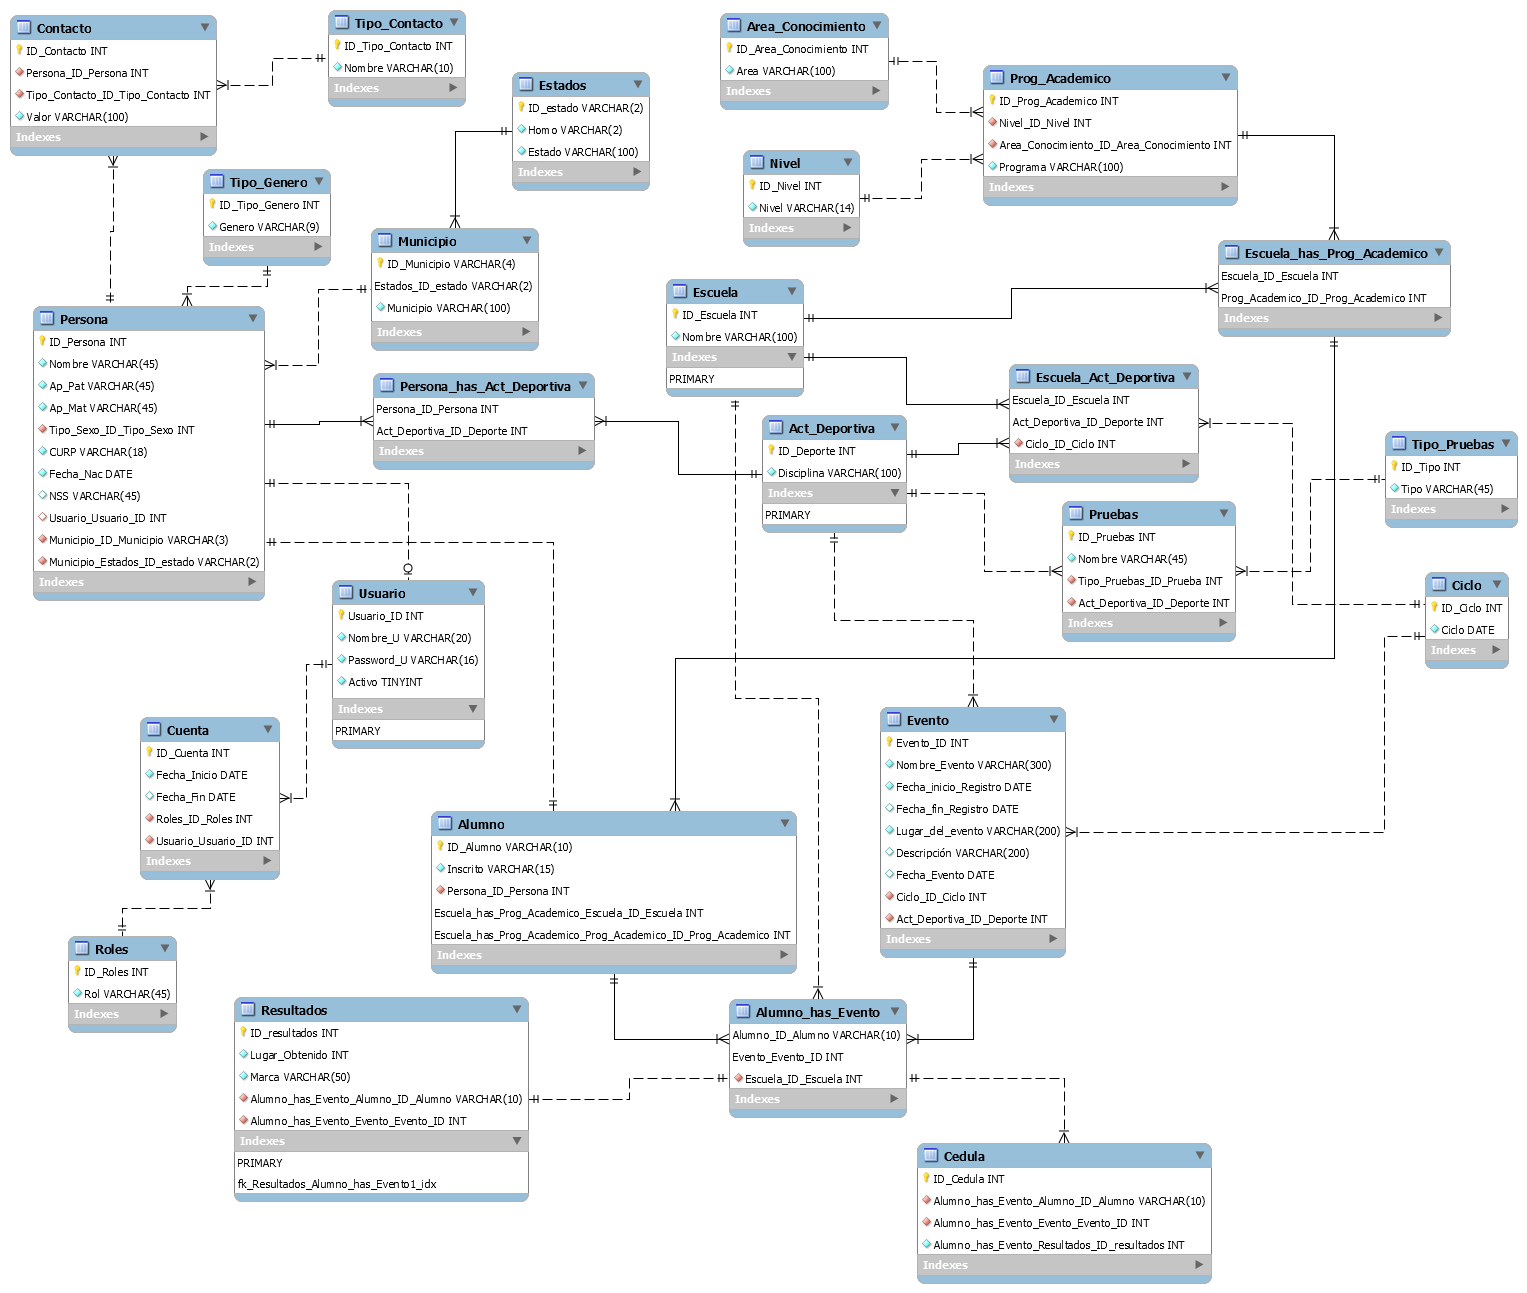 Contacto
ID_Contacto INT
Persona_ID_Persona INT
Tipo_Contacto_ID_Tipo_Contacto INT
Valor VARCHAR(100)
Indexes
Tipo_Contacto
ID_Tipo_Contacto INT
Nombre VARCHAR(10)
Indexes
Estados
ID_estado VARCHAR(2)
Homo VARCHAR(2)
Estado VARCHAR(100)
Indexes
Area_Conocimiento
ID_Area_Conocimiento INT
Area VARCHAR(100)
Indexes
Prog_Academico
ID_Prog_Academico INT
Nivel_ID_Nivel INT
Area_Conocimiento_ID_Area_Conocimiento INT
Programa VARCHAR(100)
Indexes
Nivel
ID_Nivel INT
Nivel VARCHAR(14)
Indexes
Tipo_Genero
ID_Tipo_Genero INT
Genero VARCHAR(9)
Indexes
Municipio
ID_Municipio VARCHAR(4)
Estados_ID_estado VARCHAR(2)
Municipio VARCHAR(100)
Indexes
Escuela_has_Prog_Academico
Escuela_ID_Escuela INT
Prog_Academico_ID_Prog_Academico INT
Indexes
Escuela
ID_Escuela INT
Nombre VARCHAR(100)
Indexes
PRIMARY
Persona
ID_Persona INT
Nombre VARCHAR(45)
Ap_Pat VARCHAR(45)
Ap_Mat VARCHAR(45)
Tipo_Sexo_ID_Tipo_Sexo INT
CURP VARCHAR(18)
Fecha_Nac DATE
NSS VARCHAR(45)
Usuario_Usuario_ID INT
Municipio_ID_Municipio VARCHAR(3)
Municipio_Estados_ID_estado VARCHAR(2)
Indexes
Persona_has_Act_Deportiva
Persona_ID_Persona INT
Act_Deportiva_ID_Deporte INT
Indexes
Escuela_Act_Deportiva
Escuela_ID_Escuela INT
Act_Deportiva_ID_Deporte INT
Ciclo_ID_Ciclo INT
Indexes
Act_Deportiva
ID_Deporte INT
Disciplina VARCHAR(100)
Indexes
PRIMARY
Tipo_Pruebas
ID_Tipo INT
Tipo VARCHAR(45)
Indexes
Pruebas
ID_Pruebas INT
Nombre VARCHAR(45)
Tipo_Pruebas_ID_Prueba INT
Act_Deportiva_ID_Deporte INT
Indexes
Ciclo
ID_Ciclo INT
Ciclo DATE
Indexes
Usuario
Usuario_ID INT
Nombre_U VARCHAR(20)
Password_U VARCHAR(16)
Activo TINYINT
Indexes
PRIMARY
Cuenta
ID_Cuenta INT
Fecha_Inicio DATE
Fecha_Fin DATE
Roles_ID_Roles INT
Usuario_Usuario_ID INT
Indexes
Evento
Evento_ID INT
Nombre_Evento VARCHAR(300)
Fecha_inicio_Registro DATE
Fecha_fin_Registro DATE
Lugar_del_evento VARCHAR(200)
Descripción VARCHAR(200)
Fecha_Evento DATE
Ciclo_ID_Ciclo INT
Act_Deportiva_ID_Deporte INT
Indexes
Alumno
ID_Alumno VARCHAR(10)
Inscrito VARCHAR(15)
Persona_ID_Persona INT
Escuela_has_Prog_Academico_Escuela_ID_Escuela INT
Escuela_has_Prog_Academico_Prog_Academico_ID_Prog_Academico INT
Indexes
Roles
ID_Roles INT
Rol VARCHAR(45)
Indexes
Resultados
ID_resultados INT
Lugar_Obtenido INT
Marca VARCHAR(50)
Alumno_has_Evento_Alumno_ID_Alumno VARCHAR(10)
Alumno_has_Evento_Evento_Evento_ID INT
Indexes
PRIMARY
fk_Resultados_Alumno_has_Evento1_idx
Alumno_has_Evento
Alumno_ID_Alumno VARCHAR(10)
Evento_Evento_ID INT
Escuela_ID_Escuela INT
Indexes
Cedula
ID_Cedula INT
Alumno_has_Evento_Alumno_ID_Alumno VARCHAR(10)
Alumno_has_Evento_Evento_Evento_ID INT
Alumno_has_Evento_Resultados_ID_resultados INT
Indexes